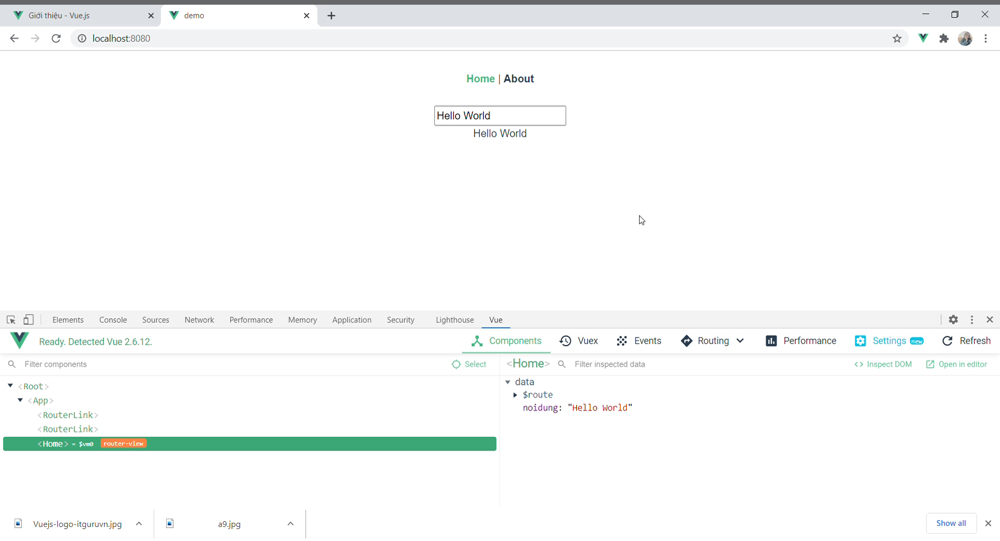 Giới thiệu - Vue.js
demo
localhost:8080
Home | About
Hello World
Hello World
Elements Console Sources Network Performance Memory Application Security Lighthouse Vue
Ready. Detected Vue 2.6.12.
Components Vuex Events Routing Performance Settings new Refresh
Filter components Select
<Home> Filter inspected data Inspect DOM Open in editor
<Root>
<App>
<RouterLink>
<RouterLink>
<Home> = $vm0 router-view
data
$route
noidung: "Hello World"
Vuejs-logo-itguruvn.jpg
a9.jpg
Show all